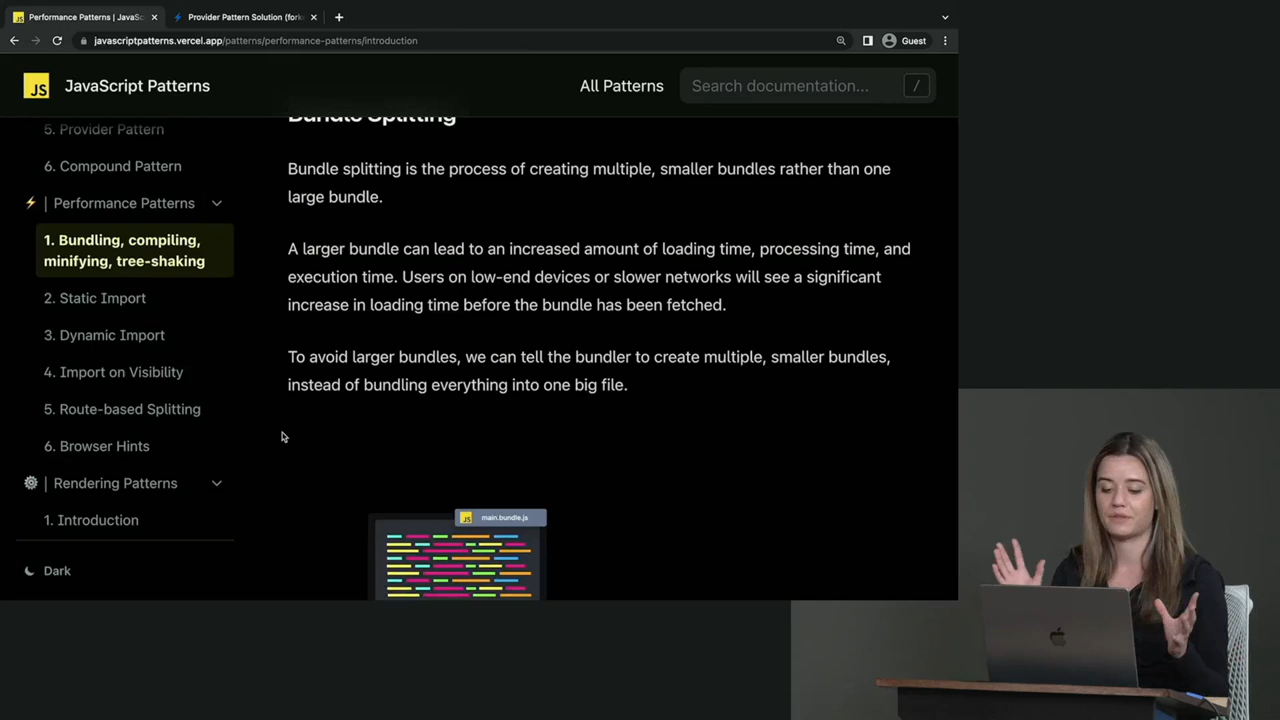 Performance Patterns | JavaSc
Provider Pattern Solution (fork
javascriptpatterns.vercel.app/patterns/performance-patterns/introduction
Guest
JS
JavaScript Patterns
All Patterns
Search documentation...
/
5. Provider Pattern
6. Compound Pattern
| Performance Patterns
1. Bundling, compiling,
minifying, tree-shaking
2. Static Import
3. Dynamic Import
4. Import on Visibility
5. Route-based Splitting
6. Browser Hints
| Rendering Patterns
1. Introduction
Dark
Bundle Splitting
Bundle splitting is the process of creating multiple, smaller bundles rather than one
large bundle.
A larger bundle can lead to an increased amount of loading time, processing time, and
execution time. Users on low-end devices or slower networks will see a significant
increase in loading time before the bundle has been fetched.
To avoid larger bundles, we can tell the bundler to create multiple, smaller bundles,
instead of bundling everything into one big file.
JS main.bundle.js